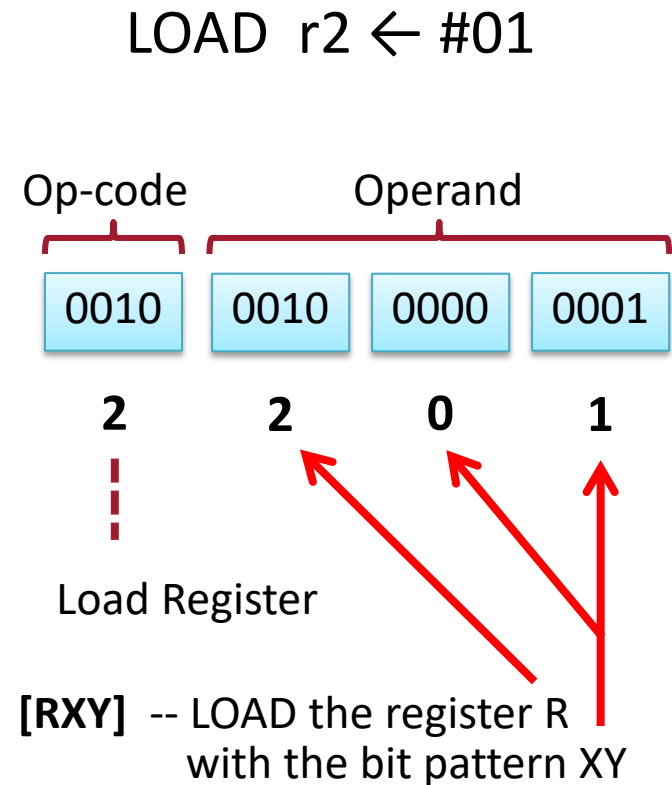 LOAD r2 ← #01
Op-code Operand
0010 0010 0000 0001
2 2 0 1
Load Register
[RXY] -- LOAD the register R
with the bit pattern XY